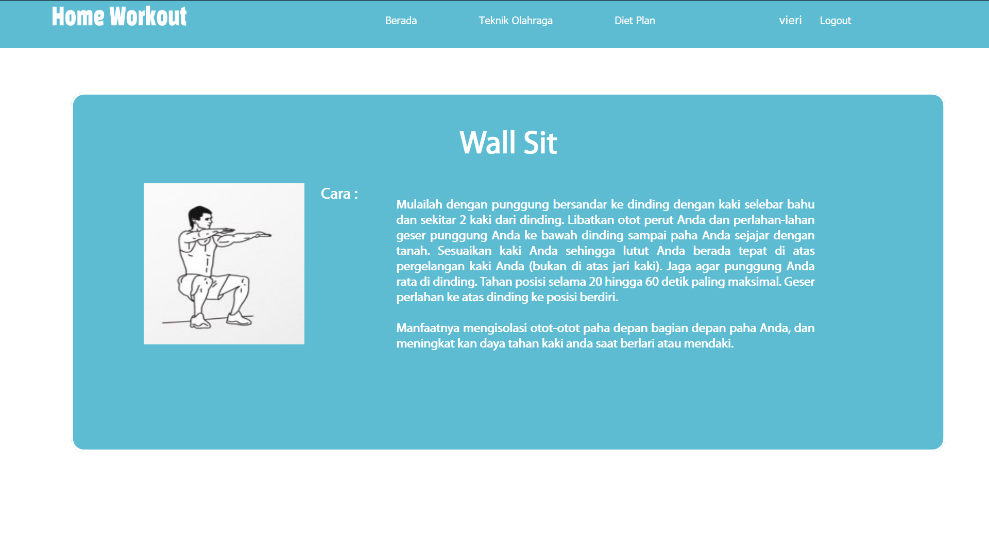 Home Workout
Berada
Teknik Olahraga
Diet Plan
vieri
Logout
Wall Sit
Cara :
Mulailah dengan punggung bersandar ke dinding dengan kaki selebar bahu
dan sekitar 2 kaki dari dinding. Libatkan otot perut Anda dan perlahan-lahan
geser punggung Anda ke bawah dinding sampai paha Anda sejajar dengan
tanah. Sesuaikan kaki Anda sehingga lutut Anda berada tepat di atas
pergelangan kaki Anda (bukan di atas jari kaki). Jaga agar punggung Anda
rata di dinding. Tahan posisi selama 20 hingga 60 detik paling maksimal. Geser
perlahan ke atas dinding ke posisi berdiri.
Manfaatnya mengisolasi otot-otot paha depan bagian depan paha Anda, dan
meningkat kan daya tahan kaki anda saat berlari atau mendaki.